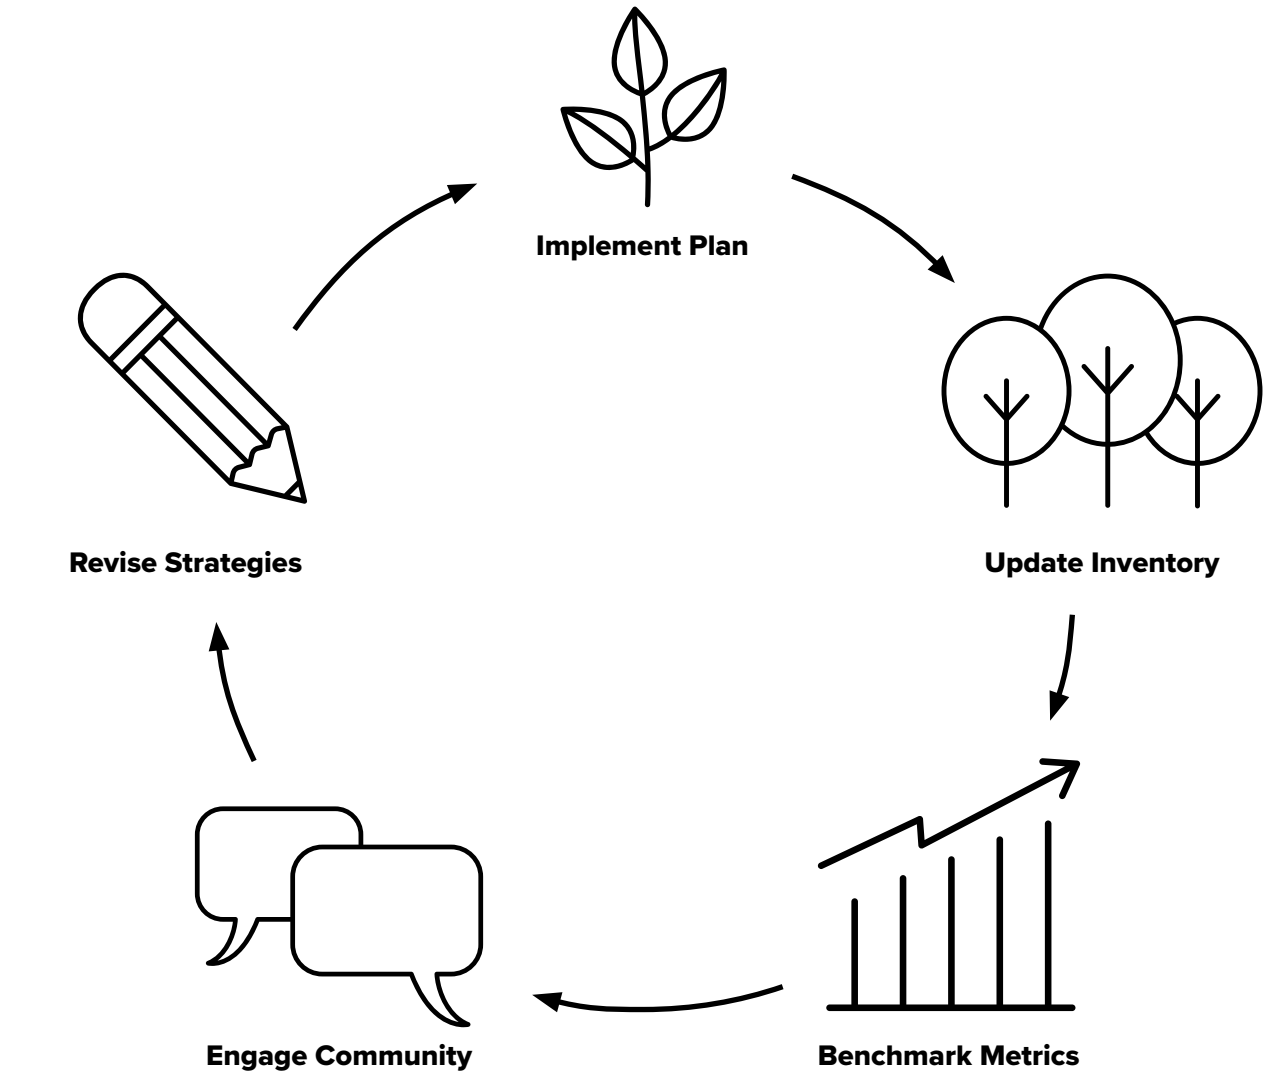 Implement Plan
Revise Strategies
Update Inventory
Engage Community
Benchmark Metrics